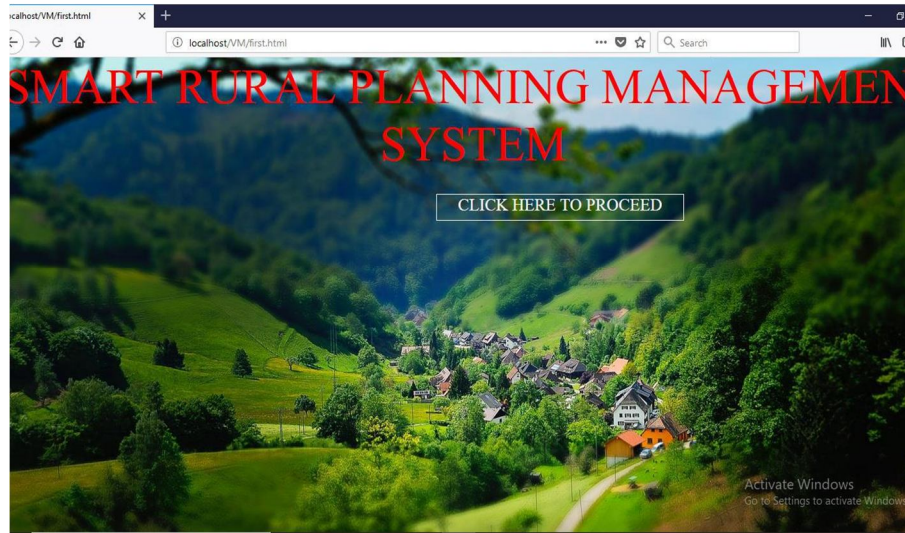 ocalhost/VM/first.html
localhost/VM/first.html
Search
SMART RURAL PLANNING MANAGEMEN
SYSTEM
CLICK HERE TO PROCEED
Activate Windows
Go to Settings to activate Windows